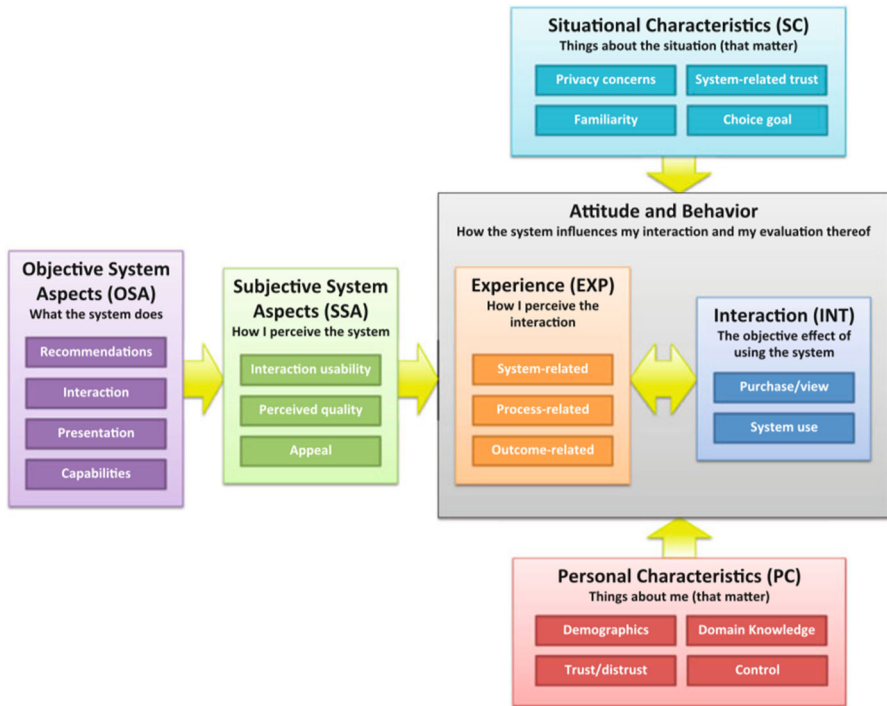 Situational Characteristics (SC)
Things about the situation (that matter)
Privacy concerns
System-related trust
Familiarity
Choice goal
Attitude and Behavior
How the system influences my interaction and my evaluation thereof
Objective System
Aspects (OSA)
What the system does
Recommendations
Interaction
Presentation
Capabilities
Subjective System
Aspects (SSA)
How I perceive the system
Interaction usability
Perceived quality
Appeal
Experience (EXP)
How I perceive the
interaction
System-related
Process-related
Outcome-related
Interaction (INT)
The objective effect of
using the system
Purchase/view
System use
Personal Characteristics (PC)
Things about me (that matter)
Demographics
Domain Knowledge
Trust/distrust
Control